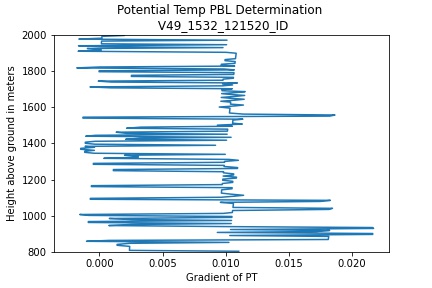 Potential Temp PBL Determination
V49_1532_121520_ID
Height above ground in meters
2000
1800
1600
1400
1200
1000
800
0.000 0.005 0.010 0.015 0.020
Gradient of PT